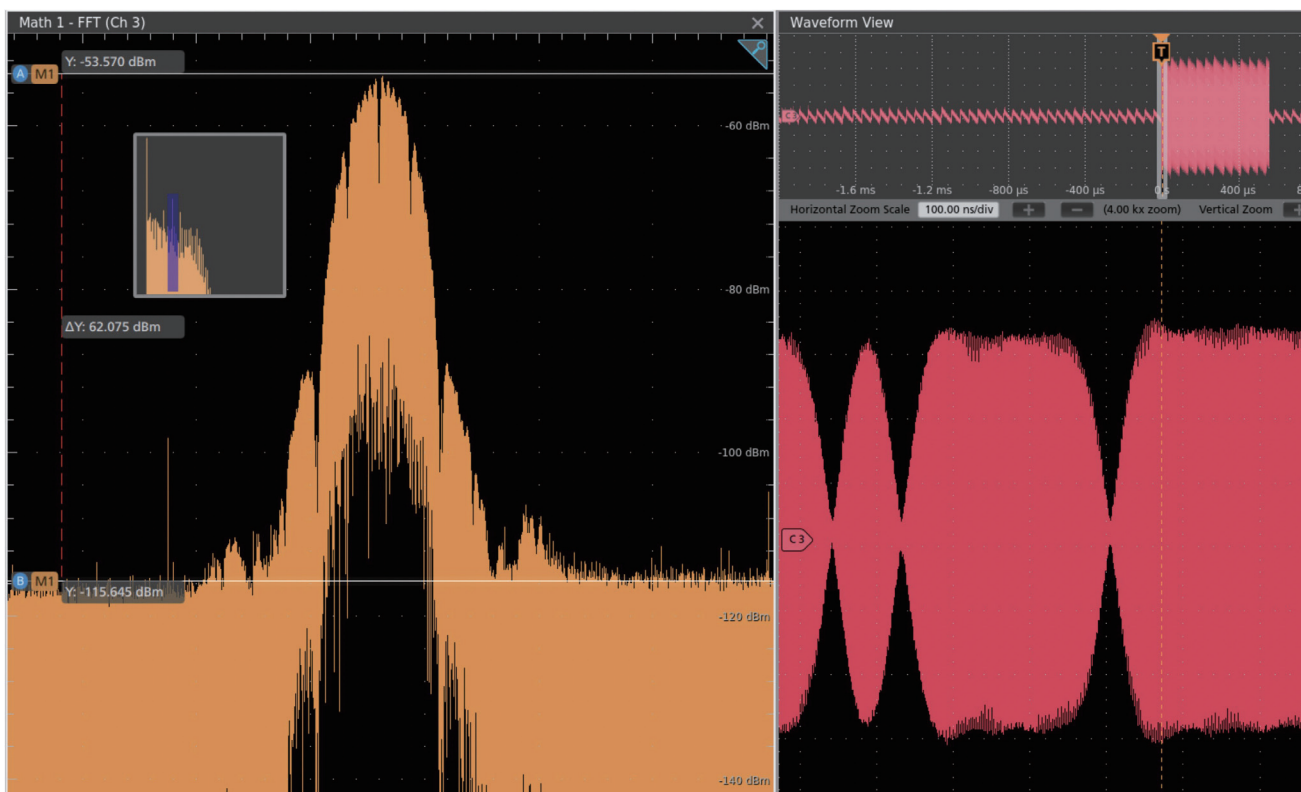 Math 1 - FFT (Ch 3)
A M1
Y: -53.570 dBm
-60 dBm
-80 dBm
ΔY: 62.075 dBm
-100 dBm
B M1
Y: -115.645 dBm
-120 dBm
-140 dBm
Waveform View
T
-1.6 ms
-1.2 ms
-800 µs
-400 µs
0 s
400 µs
Horizontal Zoom Scale 100.00 ns/div + − (4.00 kx zoom) Vertical Zoom +
C 3